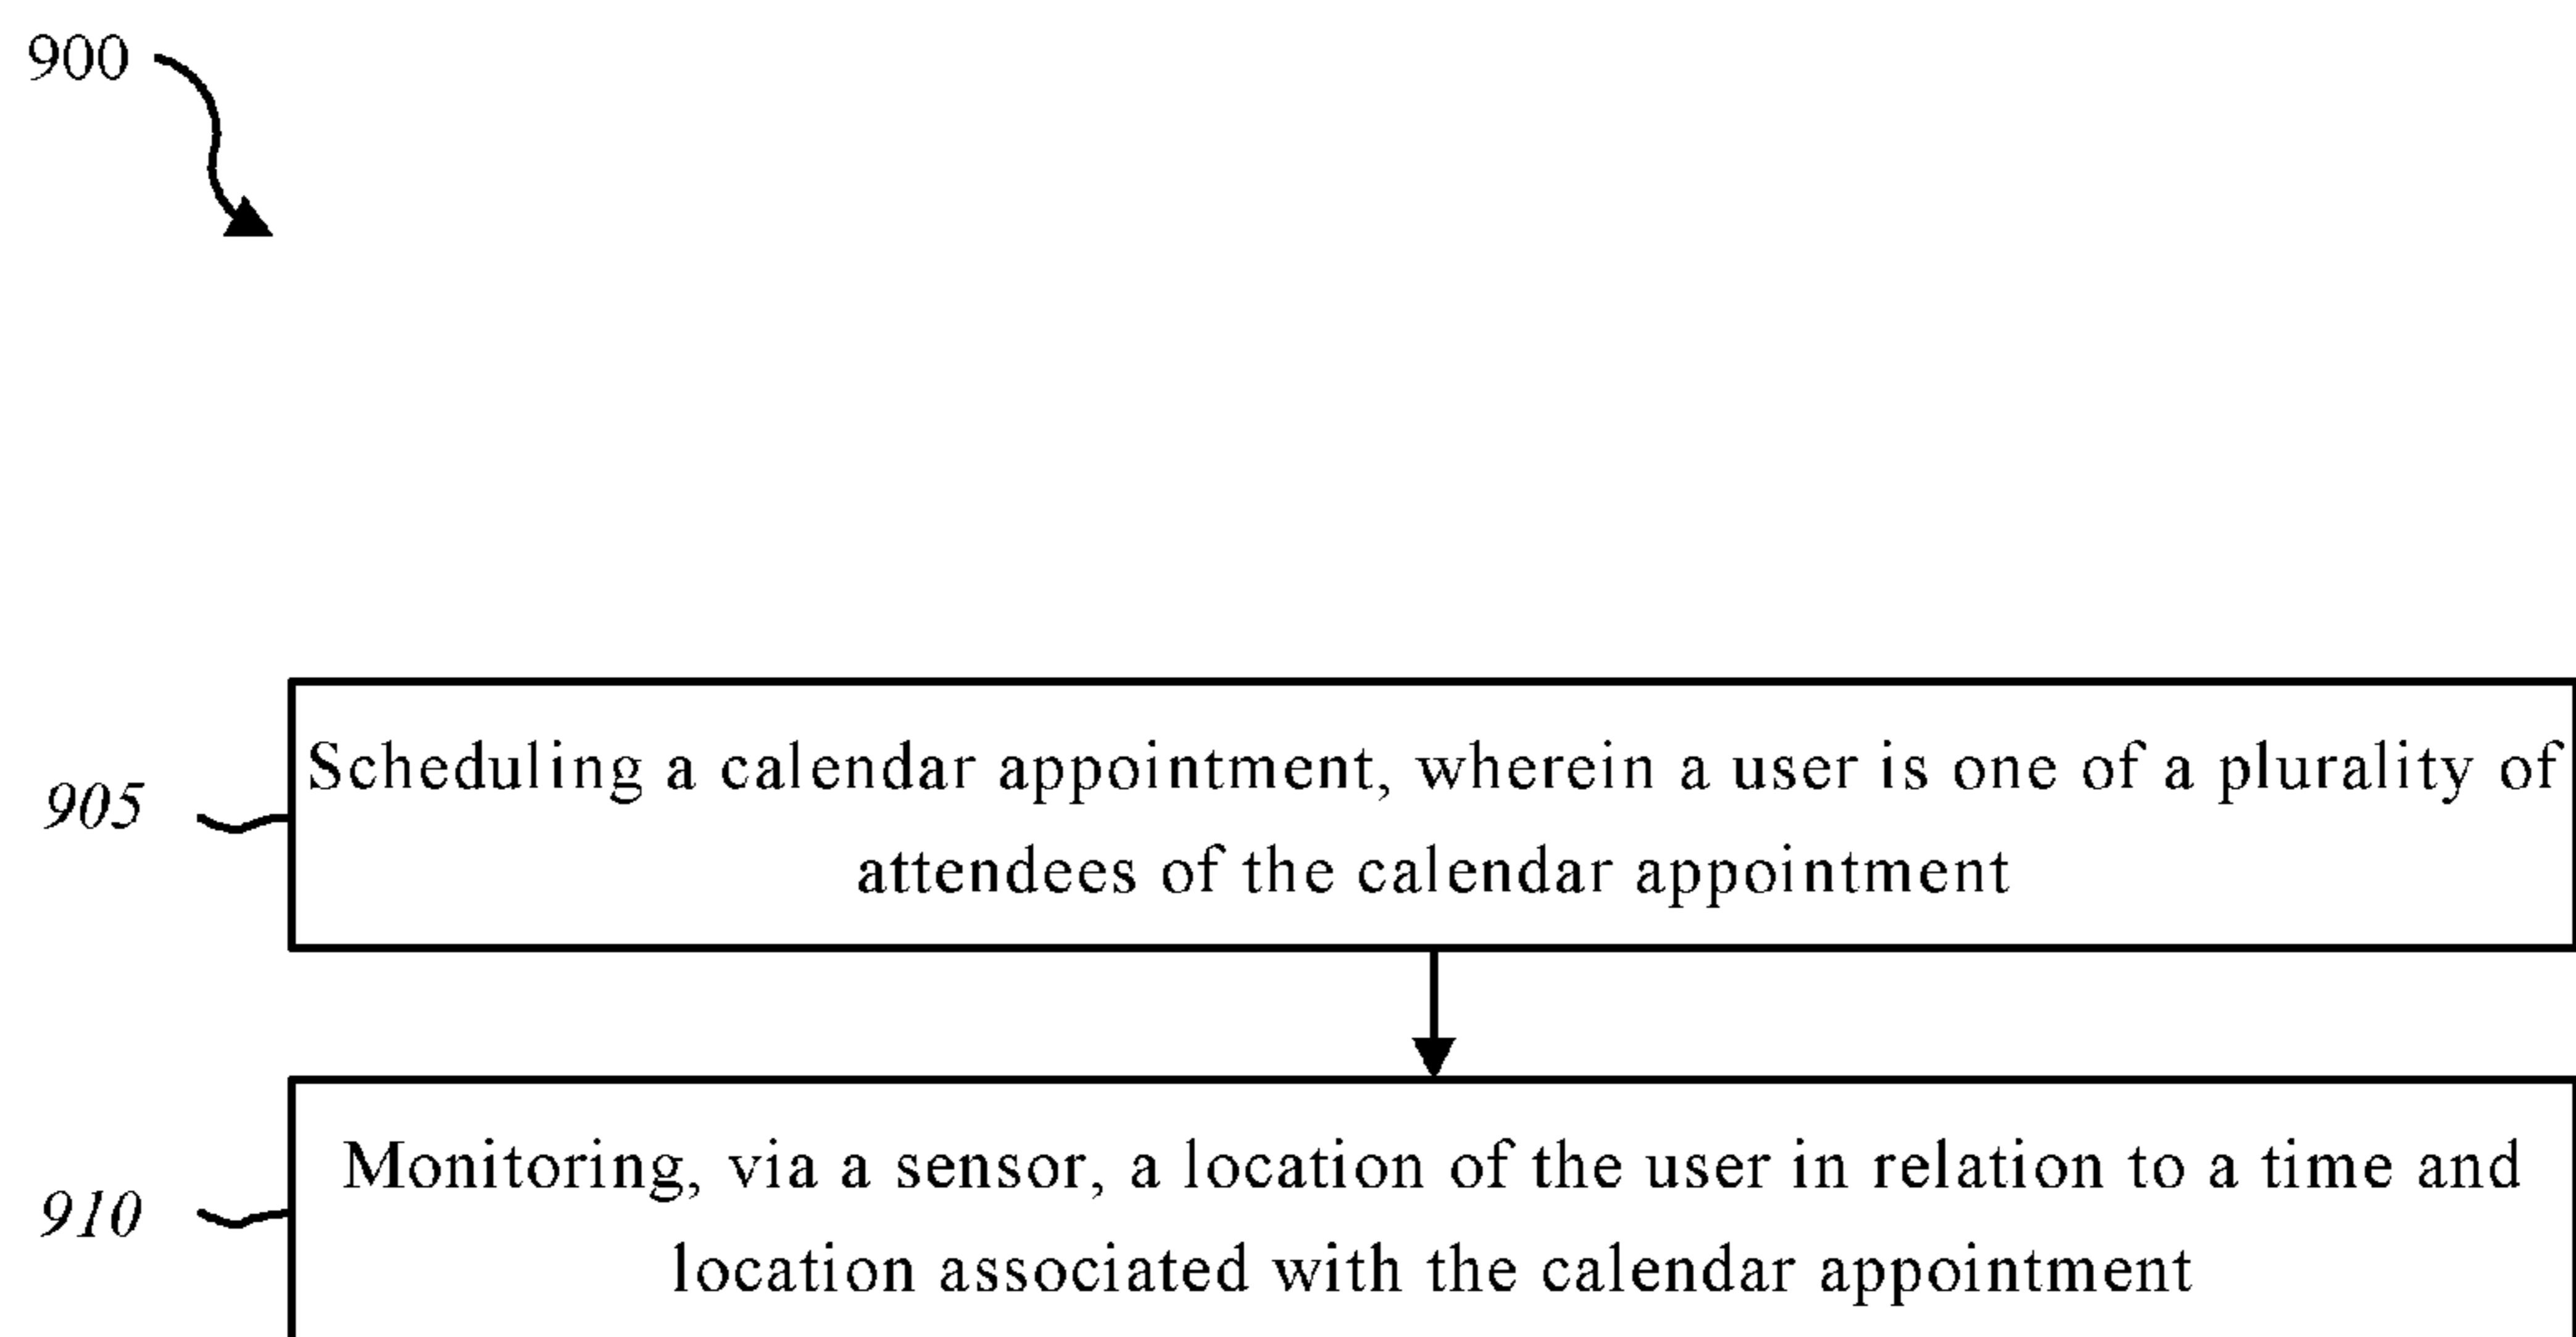 900
Scheduling a calendar appointment, wherein a user is one of a plurality of
905
attendees of the calendar appointment
Monitoring, via a sensor, a location of the user in relation to a time and
910
location associated with the calendar appointment